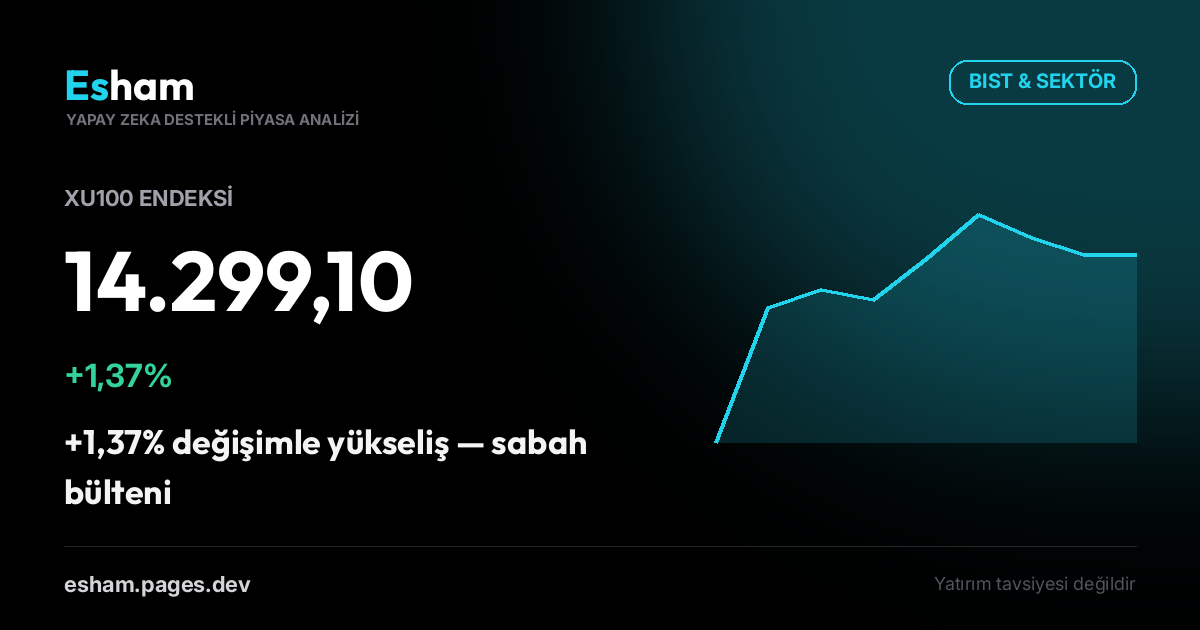 Esham
BIST & SEKTÖR
YAPAY ZEKA DESTEKLİ PİYASA ANALİZİ
XU100 ENDEKSİ
14.299,10
+1,37%
+1,37% değişimle yükseliş — sabah
bülteni
esham.pages.dev
Yatırım tavsiyesi değildir